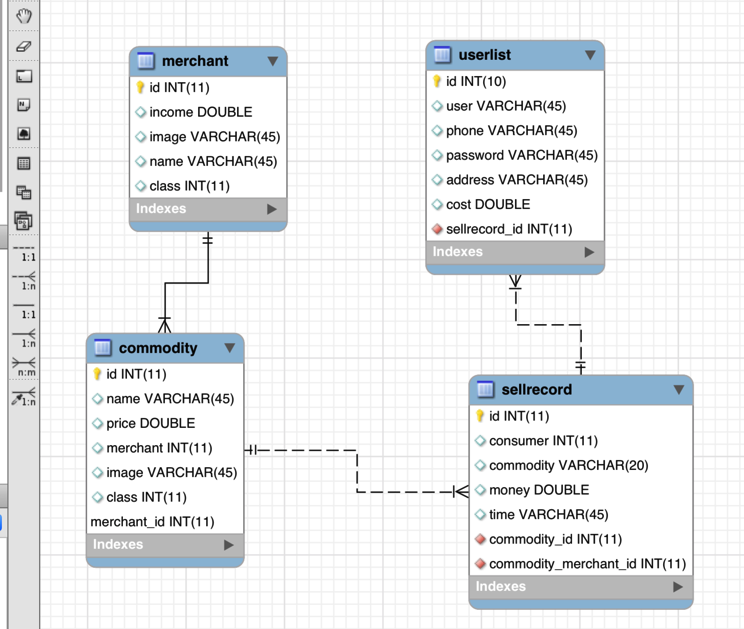 1:1
1:n
1:1
1:n
n:m
1:n
merchant
id INT(11)
income DOUBLE
image VARCHAR(45)
name VARCHAR(45)
class INT(11)
Indexes
userlist
id INT(10)
user VARCHAR(45)
phone VARCHAR(45)
password VARCHAR(45)
address VARCHAR(45)
cost DOUBLE
sellrecord_id INT(11)
Indexes
commodity
id INT(11)
name VARCHAR(45)
price DOUBLE
merchant INT(11)
image VARCHAR(45)
class INT(11)
merchant_id INT(11)
Indexes
sellrecord
id INT(11)
consumer INT(11)
commodity VARCHAR(20)
money DOUBLE
time VARCHAR(45)
commodity_id INT(11)
commodity_merchant_id INT(11)
Indexes